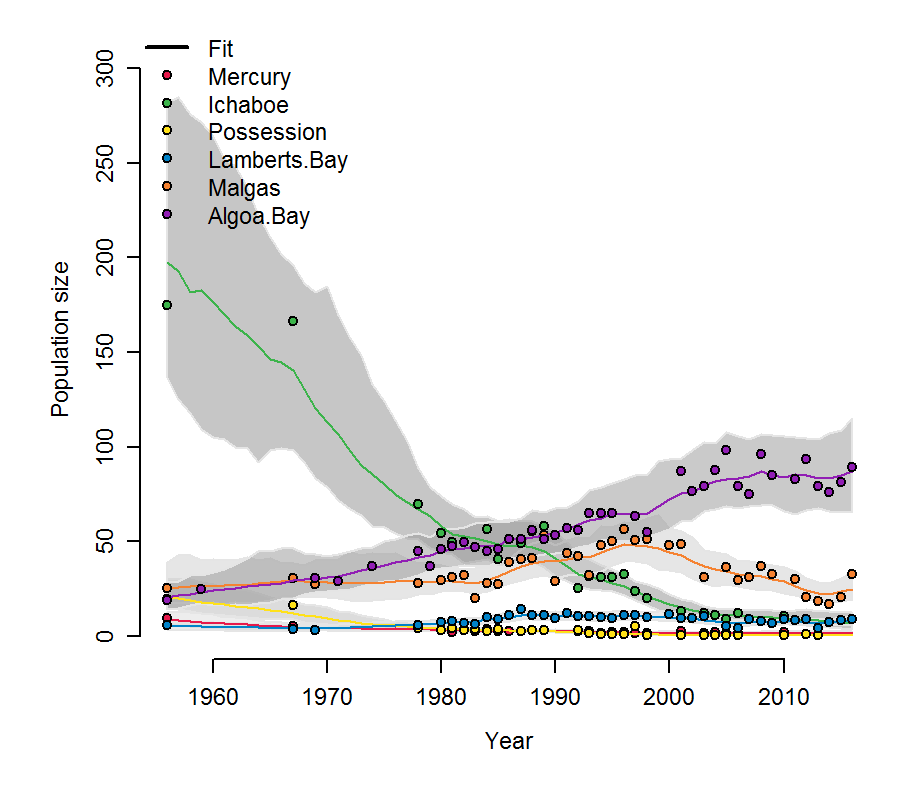 Fit
Mercury
Ichaboe
Possession
Lamberts.Bay
Malgas
Algoa.Bay
Population size
300
250
200
150
100
50
0
1960 1970 1980 1990 2000 2010
Year